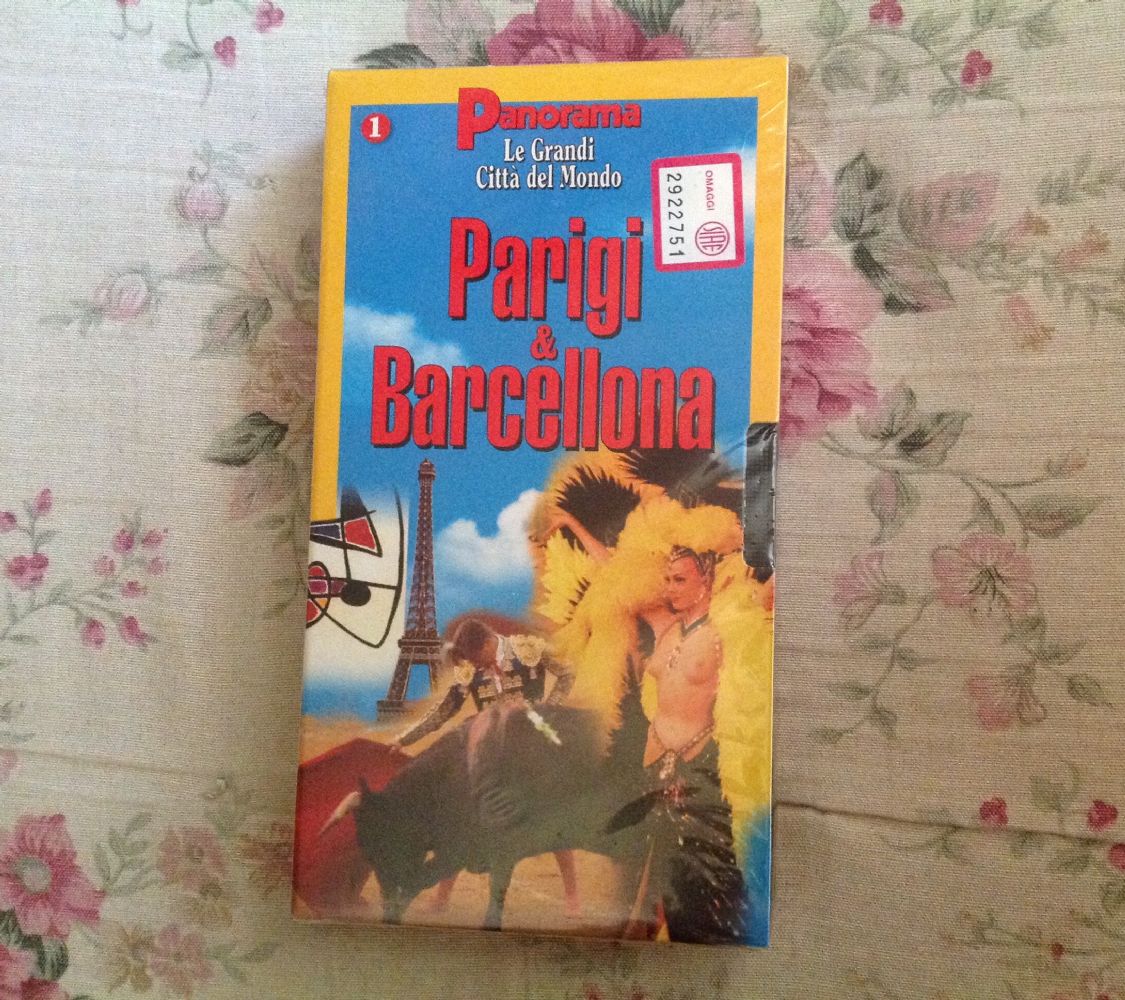 1
Panorama
Le Grandi
Città del Mondo
OMAGGI
SIAE
2922751
Parigi
&
Barcellona